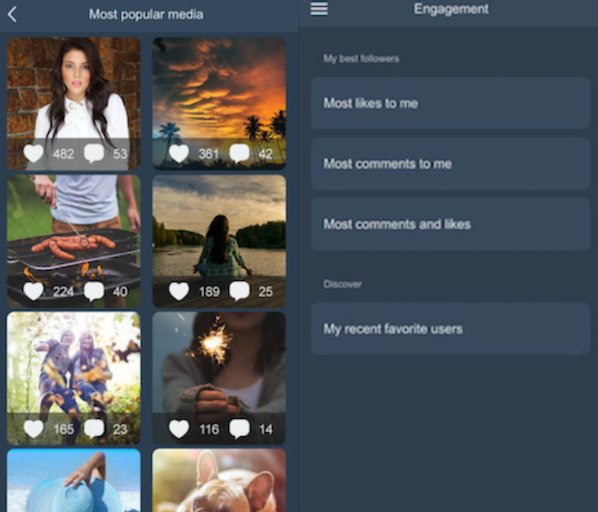 Most popular media
482 53
361 42
224 40
189 25
165 23
116 14
Engagement
My best followers
Most likes to me
Most comments to me
Most comments and likes
Discover
My recent favorite users